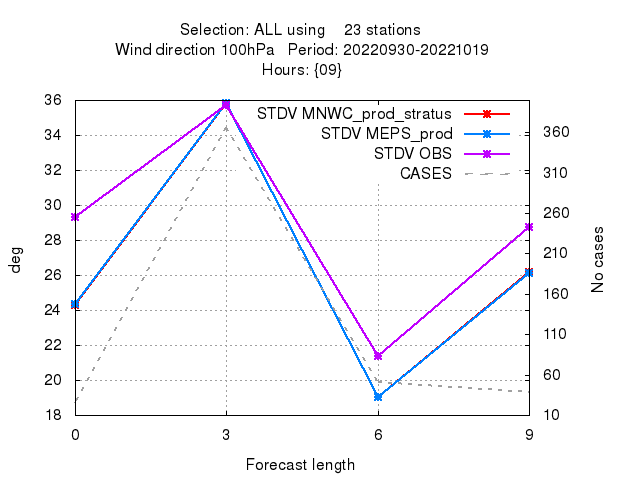 Selection: ALL using 23 stations
Wind direction 100hPa Period: 20220930-20221019
Hours: {09}
STDV MNWC_prod_stratus
STDV MEPS_prod
STDV OBS
CASES
36
34
32
30
28
26
24
22
20
18
360
310
260
210
160
110
60
10
deg
No cases
0 3 6 9
Forecast length